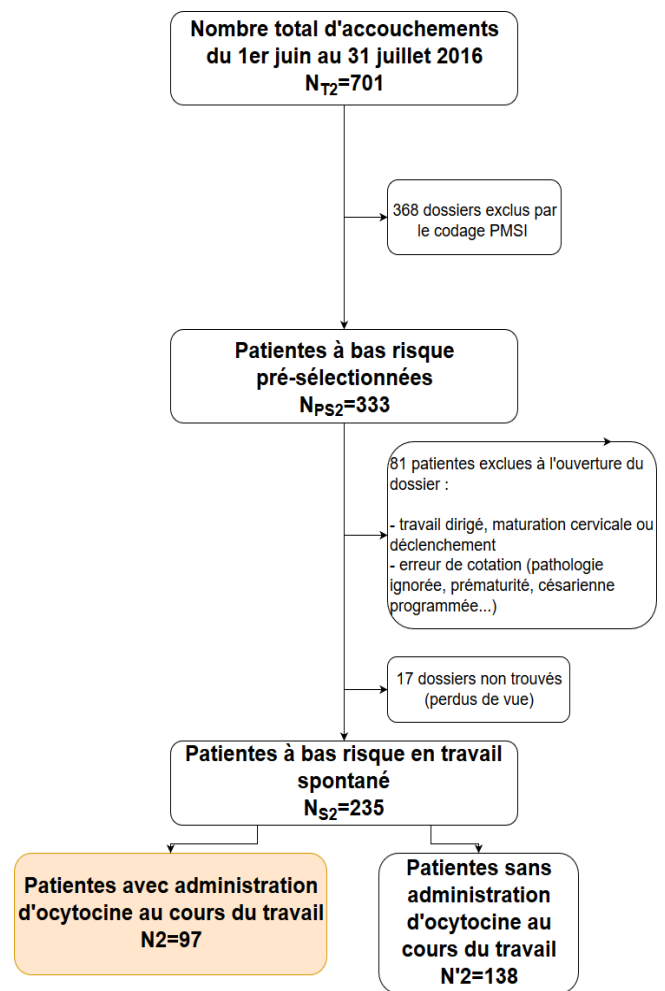 Nombre total d'accouchements
du 1er juin au 31 juillet 2016
NT2=701
368 dossiers exclus par
le codage PMSI
Patientes à bas risque
pré-sélectionnées
NPS2=333
81 patientes exclues à l'ouverture du
dossier :
- travail dirigé, maturation cervicale ou
déclenchement
- erreur de cotation (pathologie
ignorée, prématurité, césarienne
programmée...)
17 dossiers non trouvés
(perdus de vue)
Patientes à bas risque en travail
spontané
NS2=235
Patientes avec administration
d'ocytocine au cours du travail
N2=97
Patientes sans
administration
d'ocytocine au
cours du travail
N'2=138